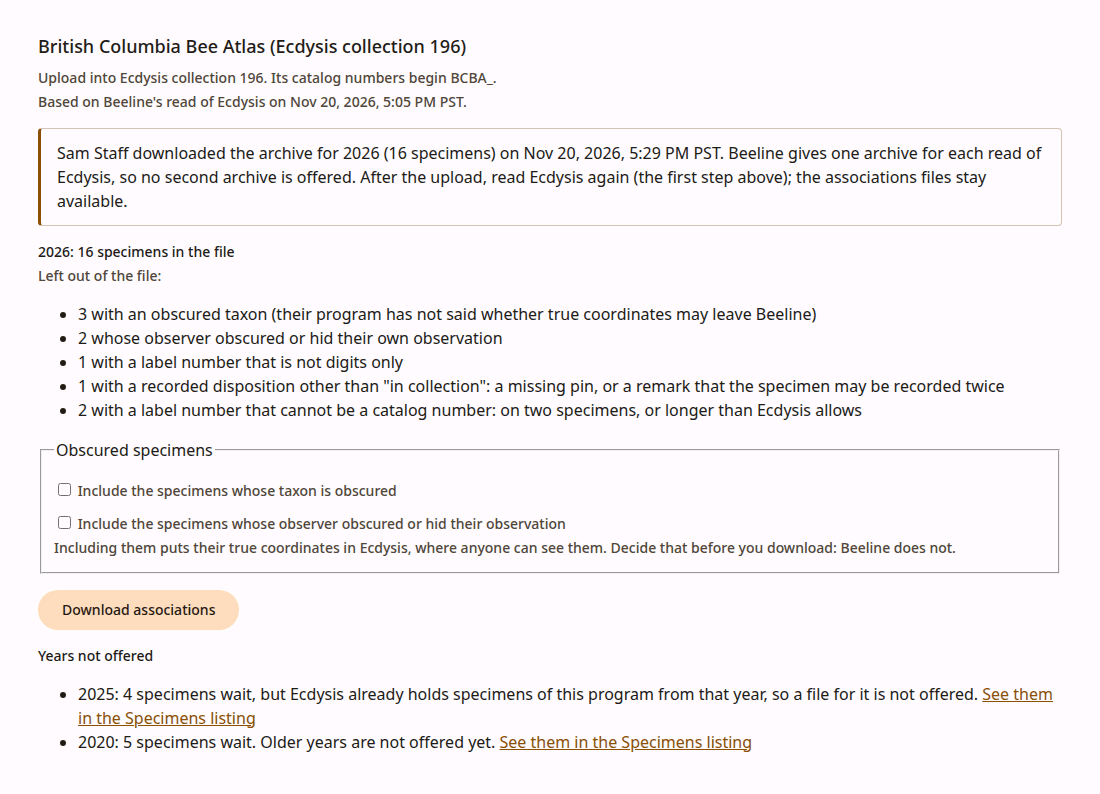 British Columbia Bee Atlas (Ecdysis collection 196)
Upload into Ecdysis collection 196. Its catalog numbers begin BCBA_.
Based on Beeline's read of Ecdysis on Nov 20, 2026, 5:05 PM PST.
Sam Staff downloaded the archive for 2026 (16 specimens) on Nov 20, 2026, 5:29 PM PST. Beeline gives one archive for each read of
Ecdysis, so no second archive is offered. After the upload, read Ecdysis again (the first step above); the associations files stay
available.
2026: 16 specimens in the file
Left out of the file:
3 with an obscured taxon (their program has not said whether true coordinates may leave Beeline)
2 whose observer obscured or hid their own observation
1 with a label number that is not digits only
1 with a recorded disposition other than "in collection": a missing pin, or a remark that the specimen may be recorded twice
2 with a label number that cannot be a catalog number: on two specimens, or longer than Ecdysis allows
Obscured specimens
Include the specimens whose taxon is obscured
Include the specimens whose observer obscured or hid their observation
Including them puts their true coordinates in Ecdysis, where anyone can see them. Decide that before you download: Beeline does not.
Download associations
Years not offered
2025: 4 specimens wait, but Ecdysis already holds specimens of this program from that year, so a file for it is not offered. See them
in the Specimens listing
2020: 5 specimens wait. Older years are not offered yet. See them in the Specimens listing